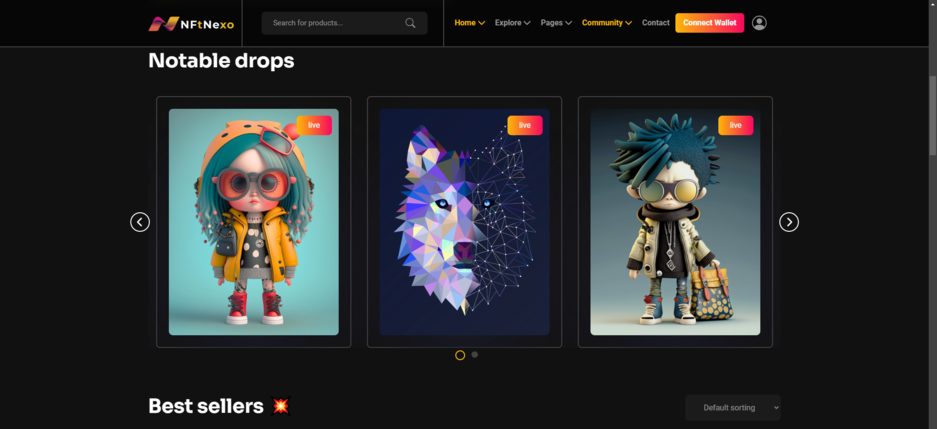 NFtNexo
Search for products...
Home Explore Pages Community Contact Connect Wallet
Notable drops
live live live
Best sellers
Default sorting